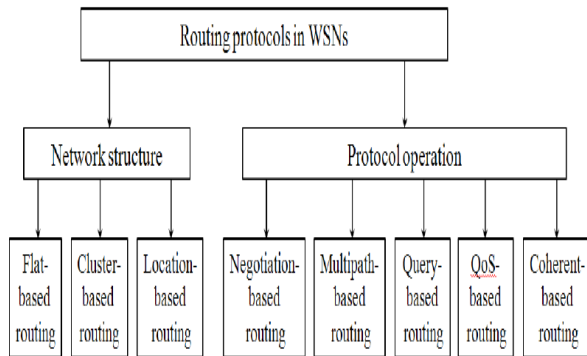 Routing protocols in WSNs
Network structure
Protocol operation
Flat-
based
routing
Cluster-
based
routing
Location-
based
routing
Negotiation-
based
routing
Multipath-
based
routing
Query-
based
routing
QoS-
based
routing
Coherent-
based
routing